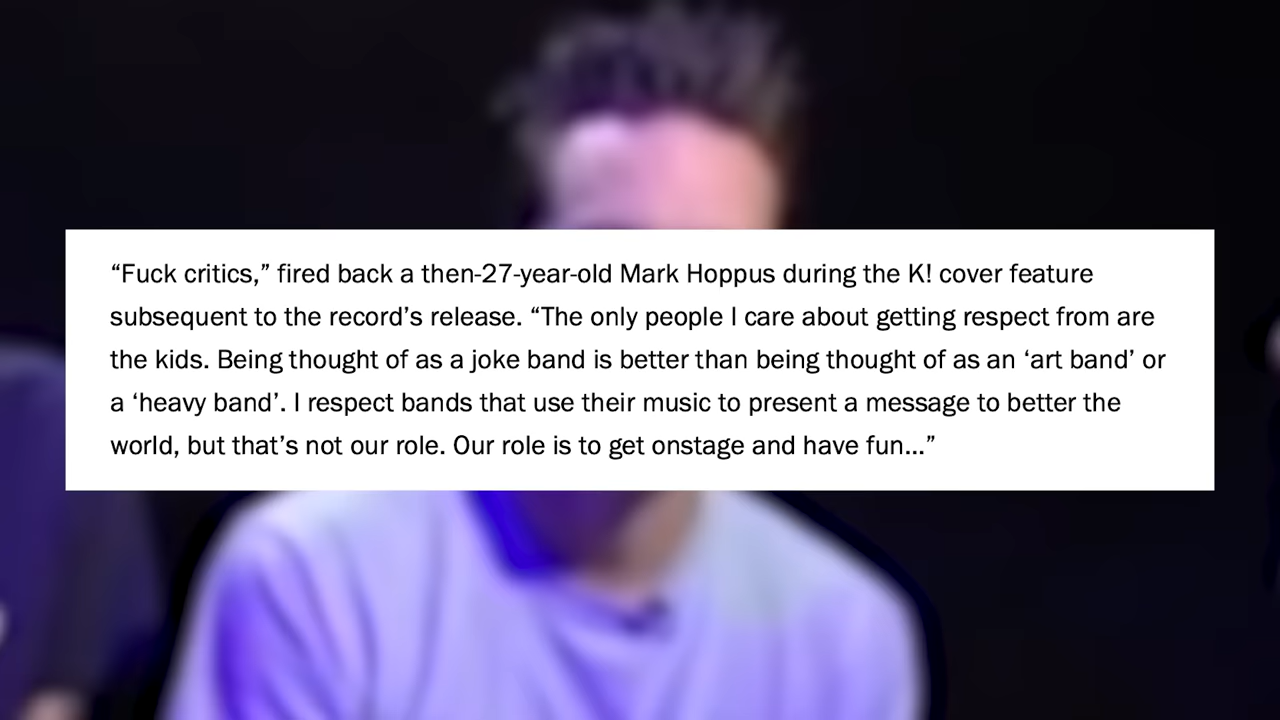 “Fuck critics,” fired back a then-27-year-old Mark Hoppus during the K! cover feature
subsequent to the record’s release. “The only people I care about getting respect from are
the kids. Being thought of as a joke band is better than being thought of as an ‘art band’ or
a ‘heavy band’. I respect bands that use their music to present a message to better the
world, but that’s not our role. Our role is to get onstage and have fun…”